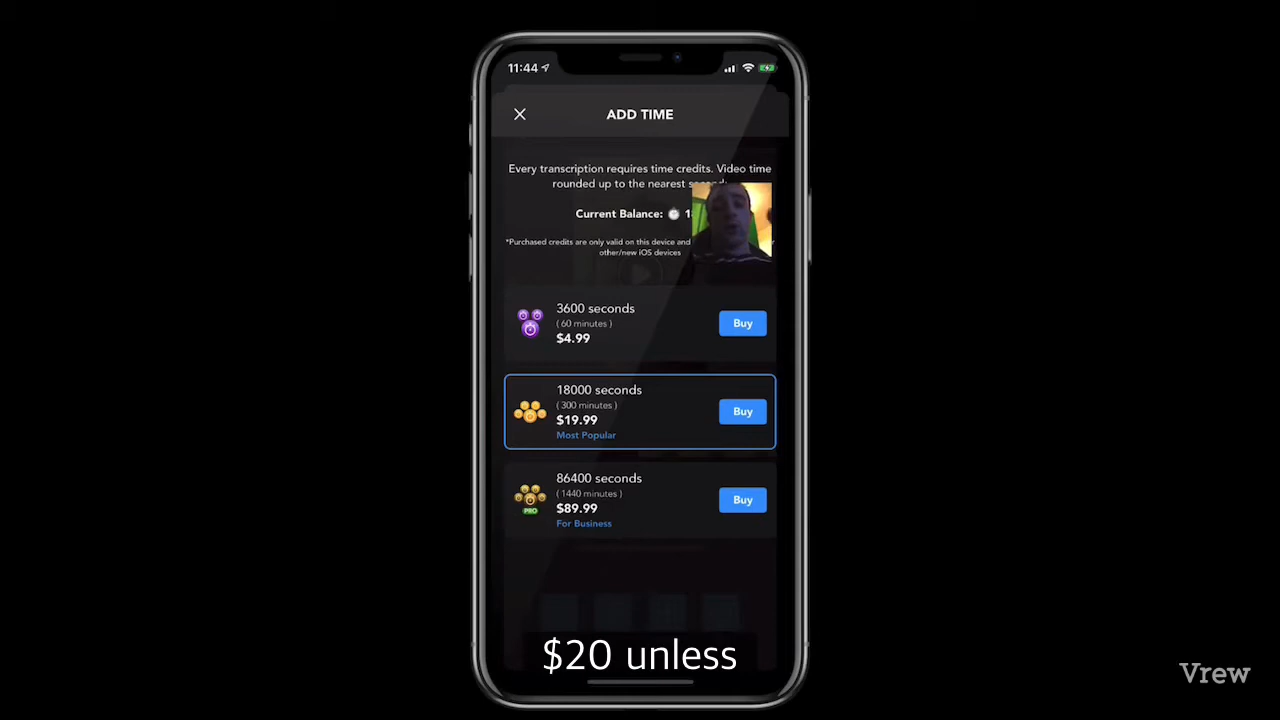 11:44
ADD TIME
Every transcription requires time credits. Video time
rounded up to the nearest
Current Balance:
*Purchased credits are only valid on this device and
other/new iOS devices
3600 seconds
( 60 minutes )
$4.99
Buy
18000 seconds
( 300 minutes )
$19.99
Most Popular
Buy
86400 seconds
( 1440 minutes )
$89.99
For Business
PRO
Buy
$20 unless
Vrew